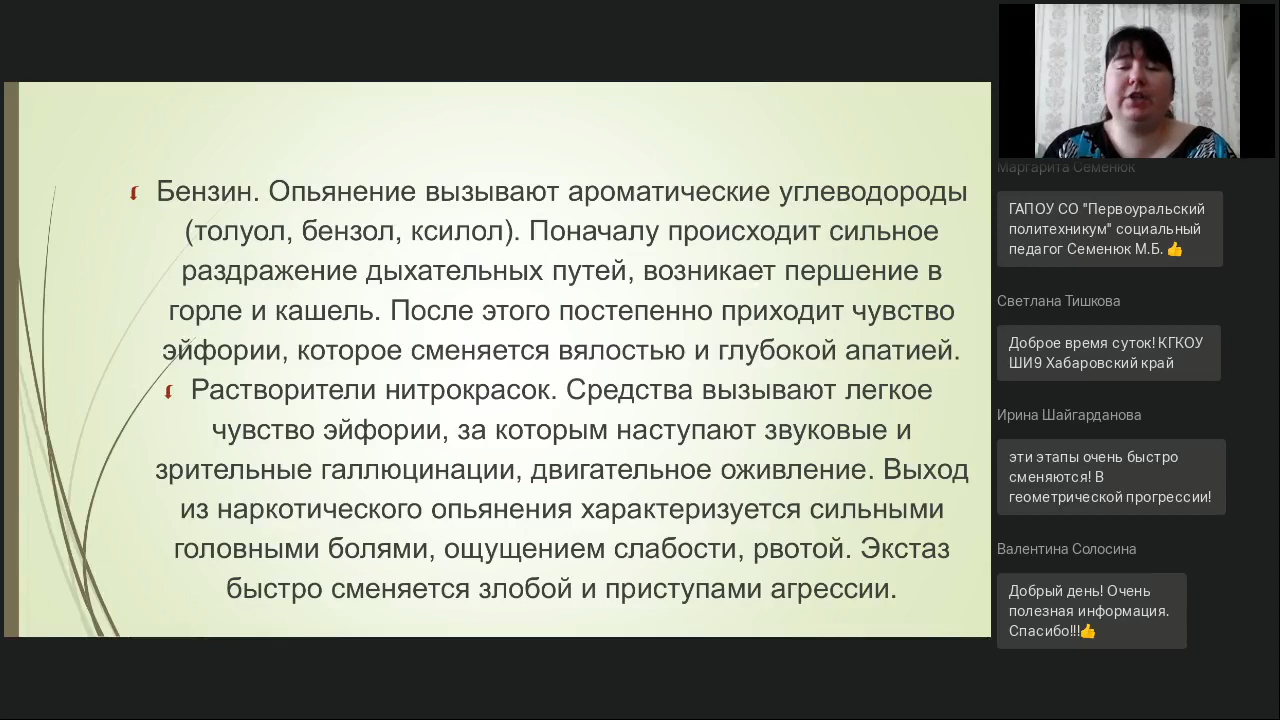 Бензин. Опьянение вызывают ароматические углеводороды
(толуол, бензол, ксилол). Поначалу происходит сильное
раздражение дыхательных путей, возникает першение в
горле и кашель. После этого постепенно приходит чувство
эйфории, которое сменяется вялостью и глубокой апатией.
Растворители нитрокрасок. Средства вызывают легкое
чувство эйфории, за которым наступают звуковые и
зрительные галлюцинации, двигательное оживление. Выход
из наркотического опьянения характеризуется сильными
головными болями, ощущением слабости, рвотой. Экстаз
быстро сменяется злобой и приступами агрессии.
Маргарита Семенюк
ГАПОУ СО "Первоуральский
политехникум" социальный
педагог Семенюк М.Б. 👍
Светлана Тишкова
Доброе время суток! КГКОУ
ШИ9 Хабаровский край
Ирина Шайгарданова
эти этапы очень быстро
сменяются! В
геометрической прогрессии!
Валентина Солосина
Добрый день! Очень
полезная информация.
Спасибо!!!👍